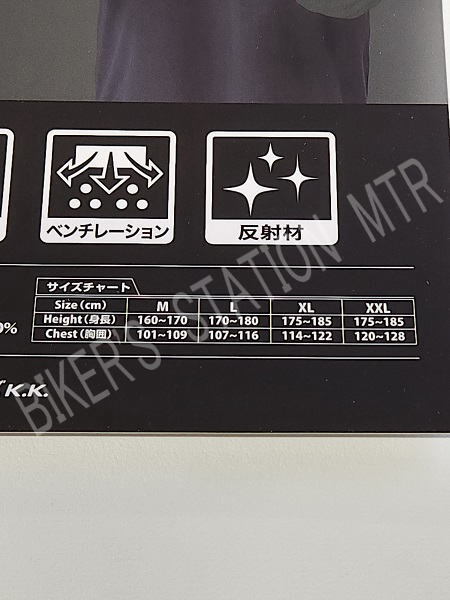 ベンチレーション
反射材
サイズチャート
Size (cm) M L XL XXL
Height (身長) 160~170 170~180 175~185 175~185
Chest (胸囲) 101~109 107~116 114~122 120~128
0%
K.K.
BIKER'S STATION MTR